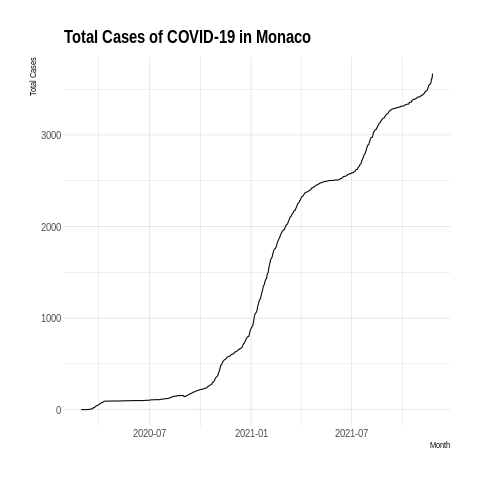 Total Cases of COVID-19 in Monaco
Total Cases
3000
2000
1000
0
2020-07
2021-01
2021-07
Month